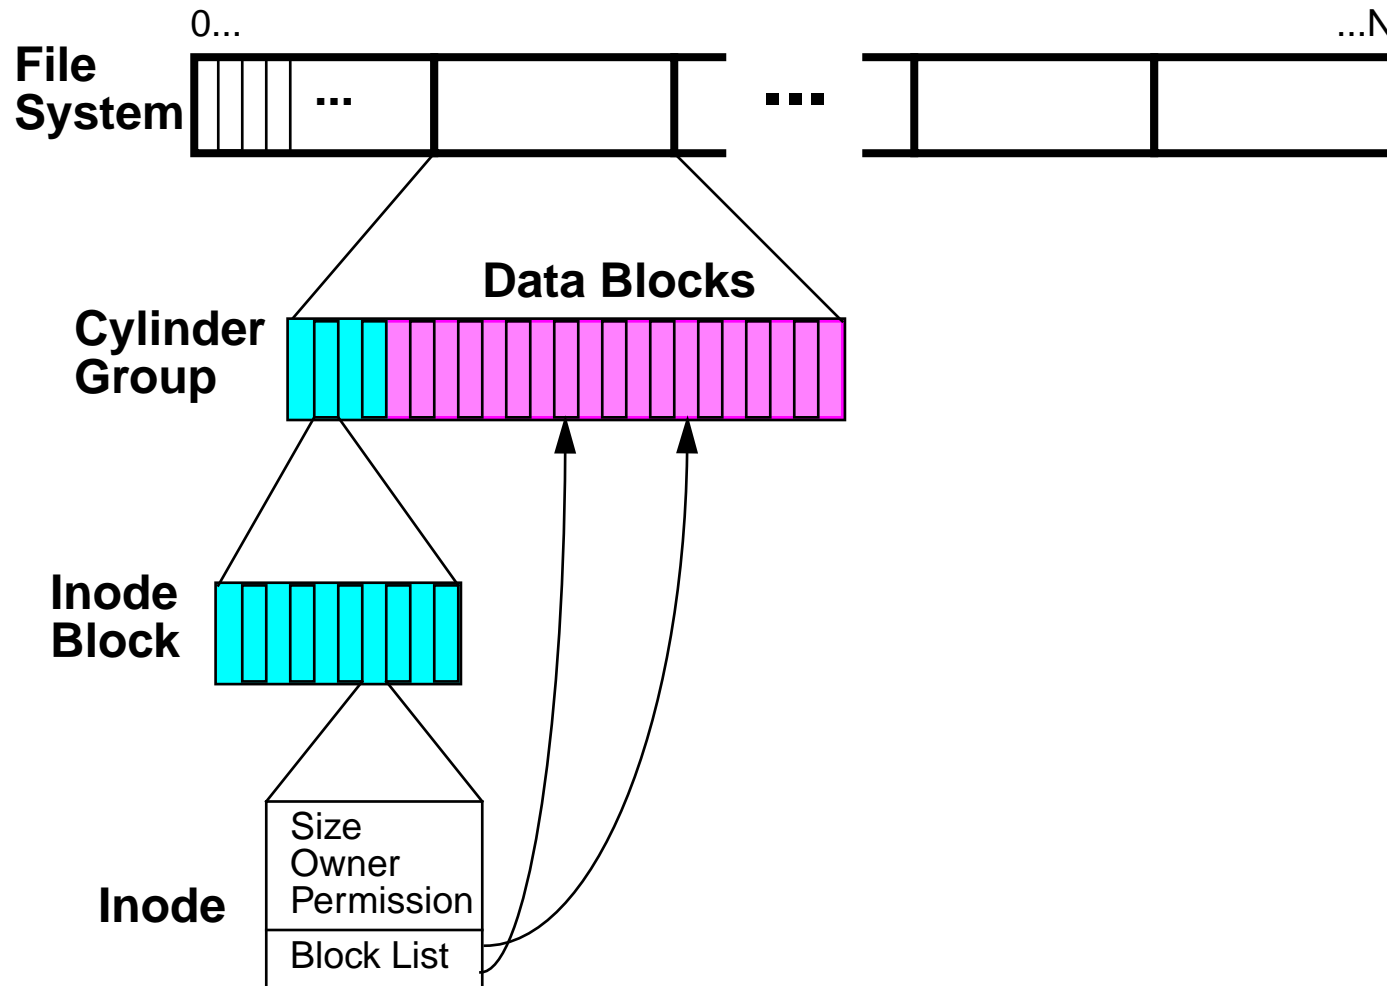 0...
...N
File
System
...
...
Data Blocks
Cylinder
Group
Inode
Block
Size
Owner
Permission
Inode
Block List